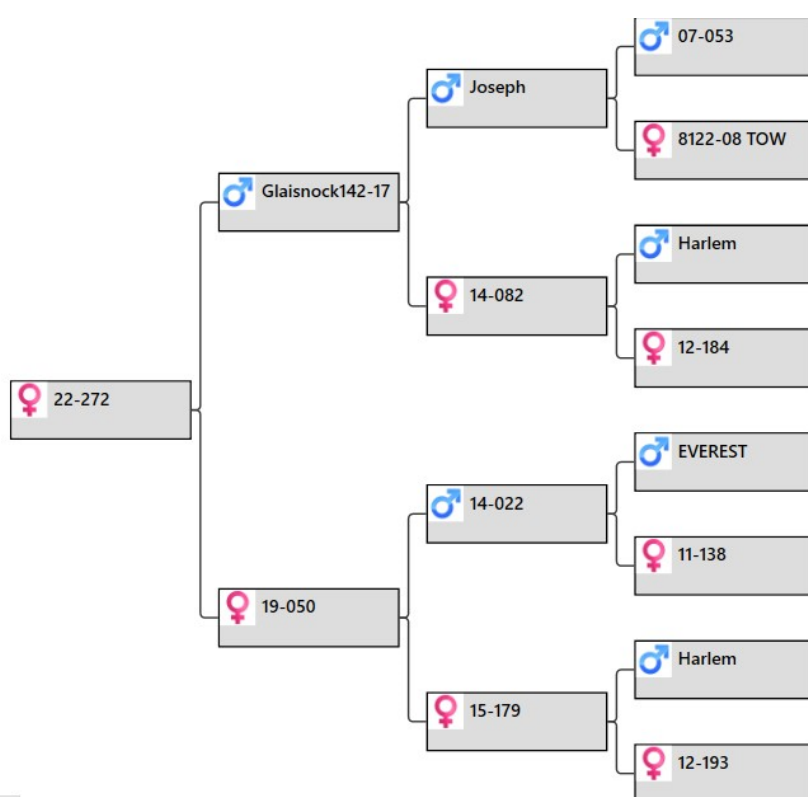 07-053
Joseph
8122-08 TOW
Glaisnock142-17
Harlem
14-082
12-184
22-272
EVEREST
14-022
11-138
19-050
Harlem
15-179
12-193